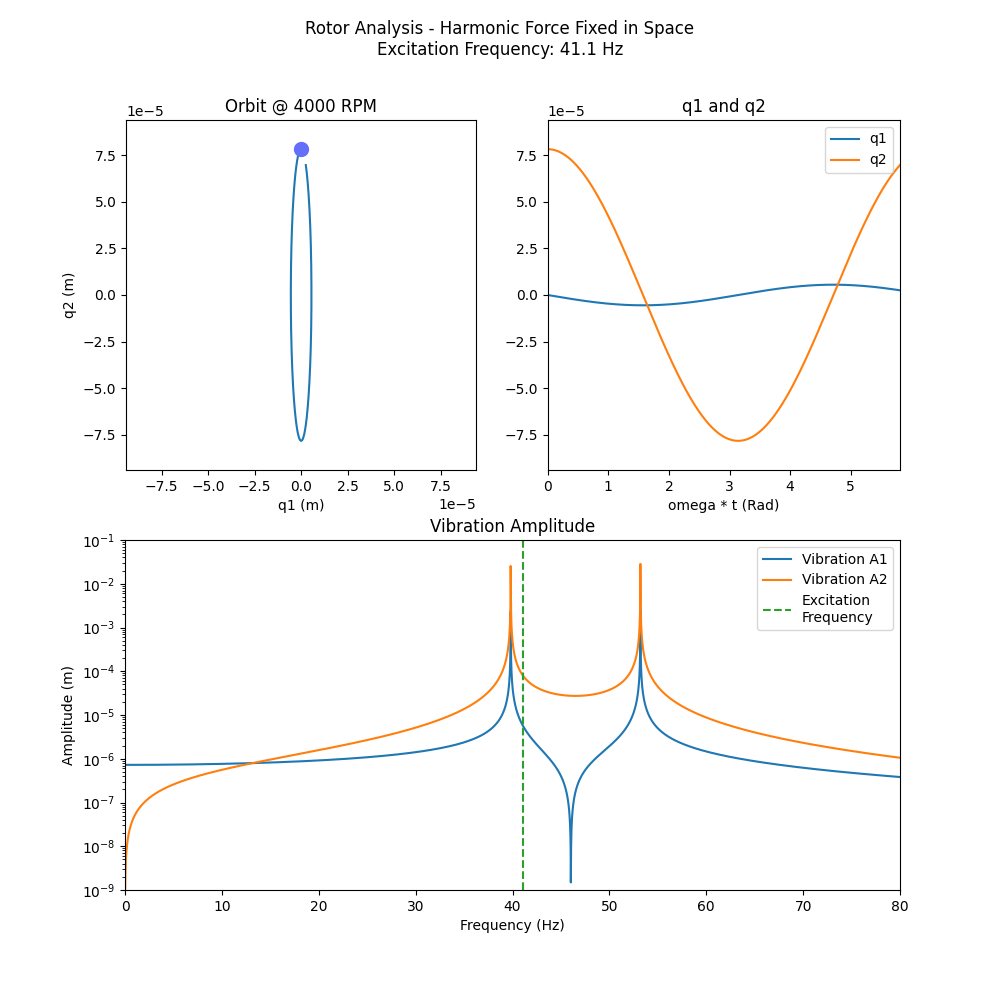 Rotor Analysis - Harmonic Force Fixed in Space
Excitation Frequency: 41.1 Hz
Orbit @ 4000 RPM
1e−5
7.5
5.0
2.5
0.0
−2.5
−5.0
−7.5
q2 (m)
−7.5 −5.0 −2.5 0.0 2.5 5.0 7.5
1e−5
q1 (m)
q1 and q2
1e−5
q1
q2
7.5
5.0
2.5
0.0
−2.5
−5.0
−7.5
0 1 2 3 4 5
omega * t (Rad)
Vibration Amplitude
Vibration A1
Vibration A2
Excitation
Frequency
10⁻¹
10⁻²
10⁻³
10⁻⁴
10⁻⁵
10⁻⁶
10⁻⁷
10⁻⁸
10⁻⁹
Amplitude (m)
0 10 20 30 40 50 60 70 80
Frequency (Hz)